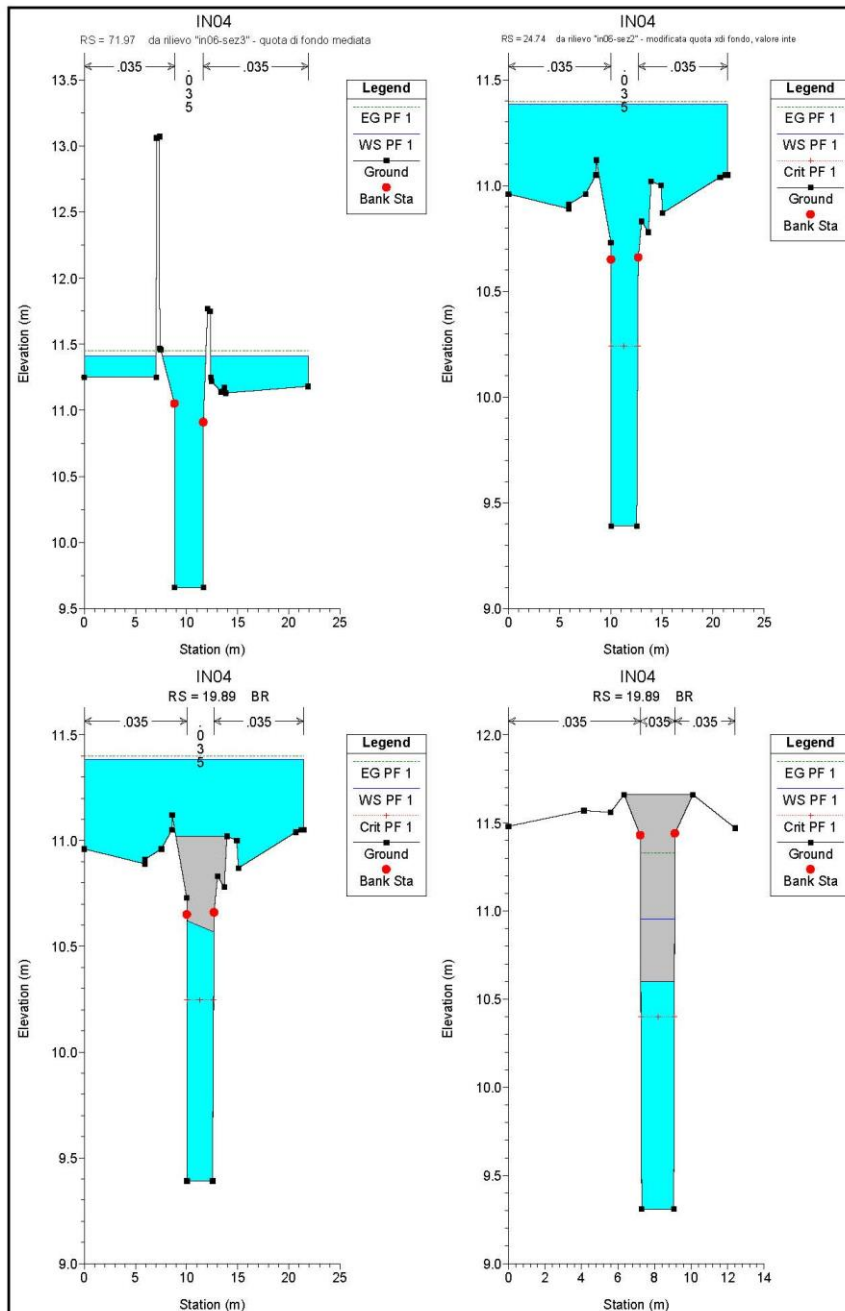 IN04
RS = 71.97 da rilievo "in06-sez3" - quota di fondo mediata
.035
.035
.035
Legend
EG PF 1
WS PF 1
Ground
Bank Sta
Elevation (m)
13.5
13.0
12.5
12.0
11.5
11.0
10.5
10.0
9.5
0 5 10 15 20 25
Station (m)
IN04
RS = 24.74 da rilievo "in06-sez2" - modificata quota xdi fondo, valore inte
.035
.035
.035
Legend
EG PF 1
WS PF 1
Crit PF 1
Ground
Bank Sta
Elevation (m)
11.5
11.0
10.5
10.0
9.5
9.0
0 5 10 15 20 25
Station (m)
IN04
RS = 19.89 BR
.035
.035
.035
Legend
EG PF 1
WS PF 1
Crit PF 1
Ground
Bank Sta
Elevation (m)
11.5
11.0
10.5
10.0
9.5
9.0
0 5 10 15 20 25
Station (m)
IN04
RS = 19.89 BR
.035
.035
.035
Legend
EG PF 1
WS PF 1
Crit PF 1
Ground
Bank Sta
Elevation (m)
12.0
11.5
11.0
10.5
10.0
9.5
9.0
0 2 4 6 8 10 12 14
Station (m)